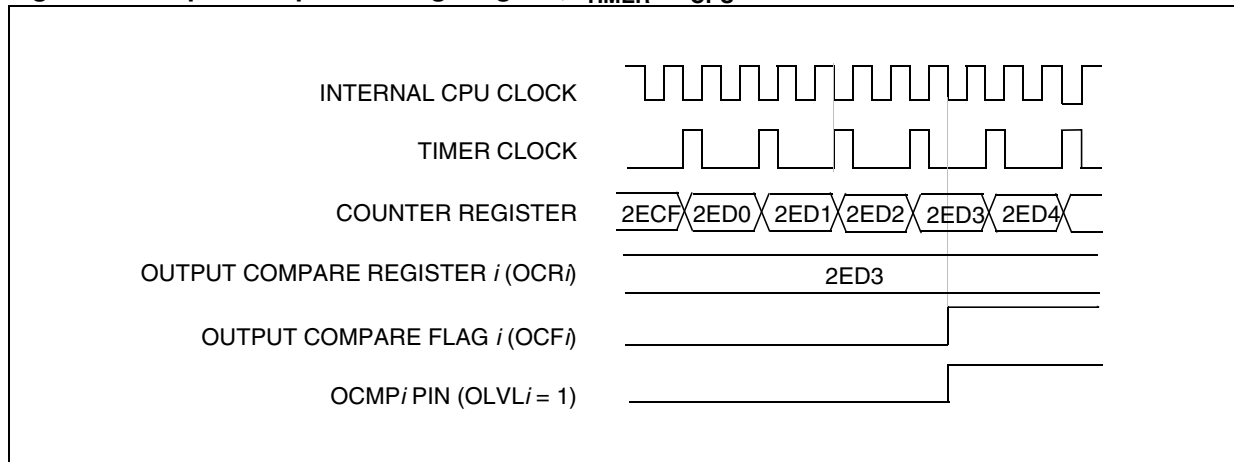 INTERNAL CPU CLOCK
TIMER CLOCK
COUNTER REGISTER 2ECF 2ED0 2ED1 2ED2 2ED3 2ED4
OUTPUT COMPARE REGISTER i (OCRi) 2ED3
OUTPUT COMPARE FLAG i (OCFi)
OCMPi PIN (OLVLi = 1)